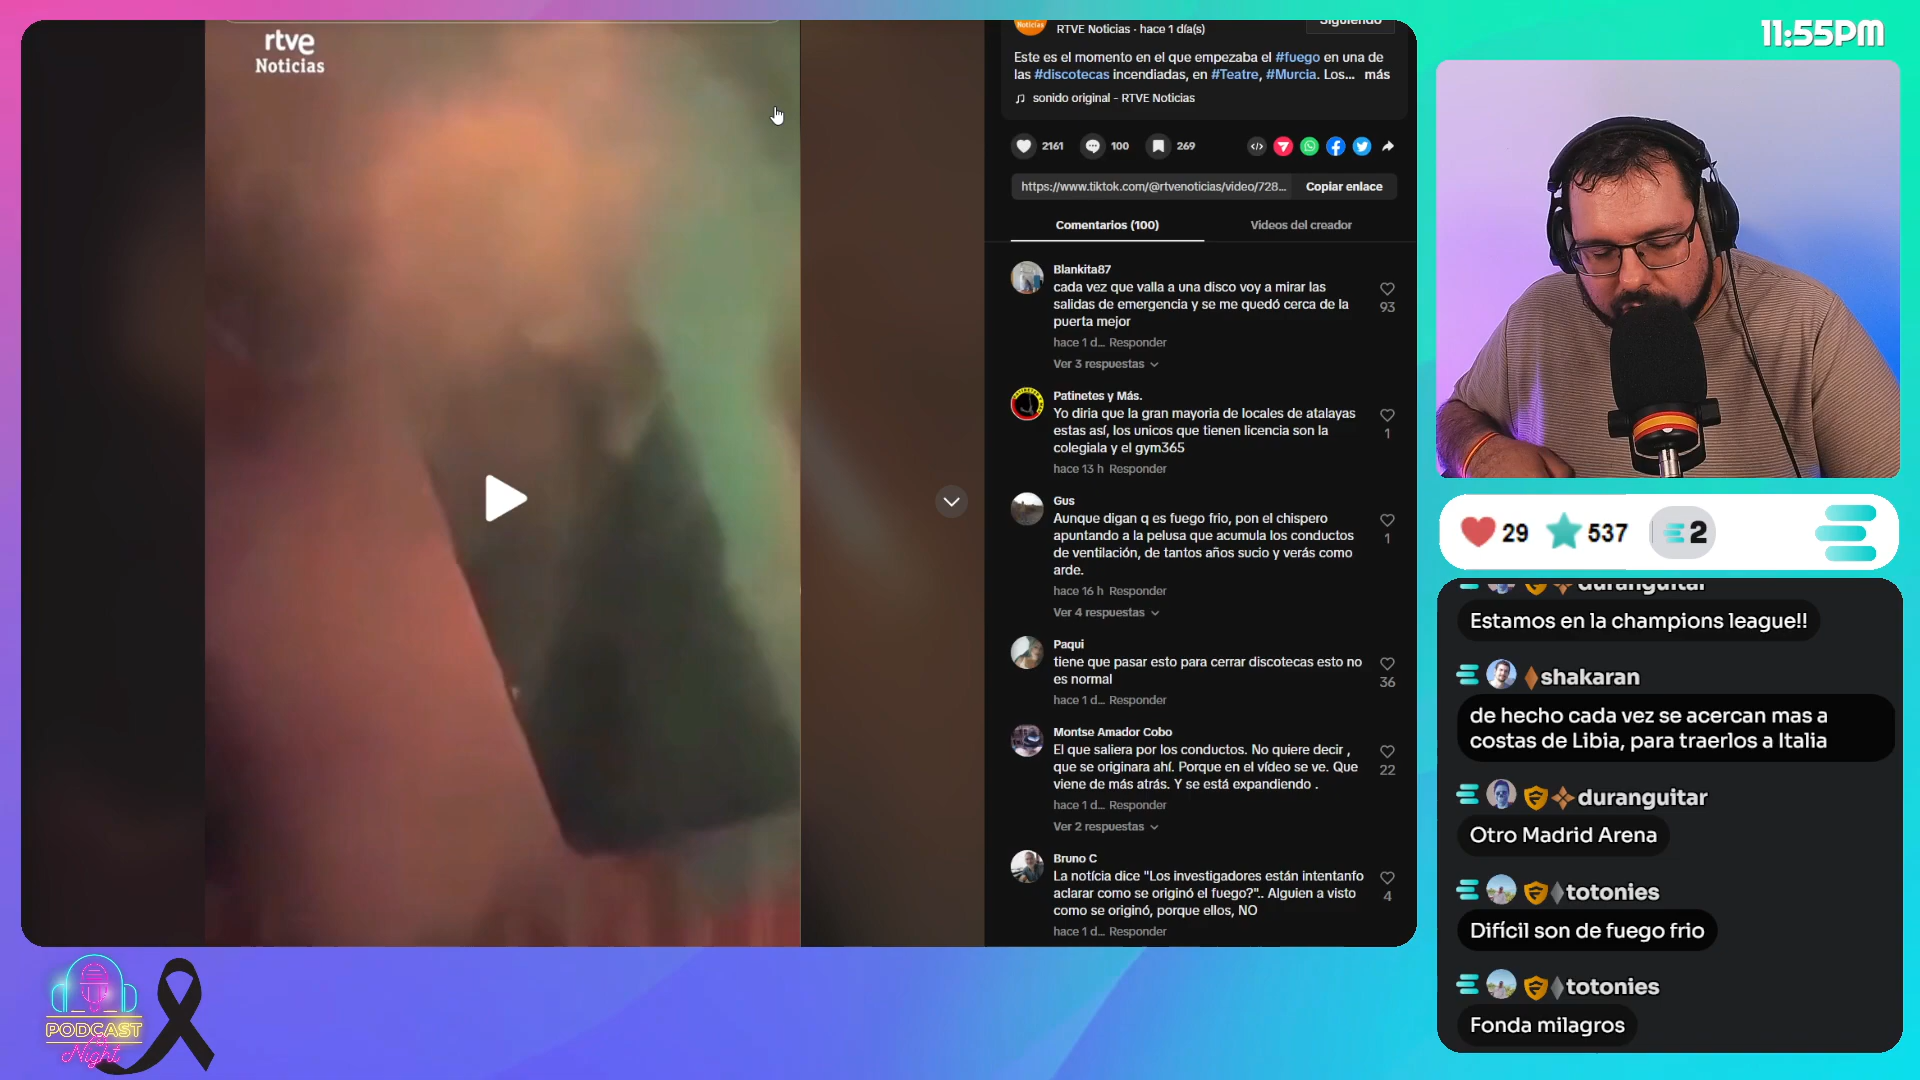 rtve
Noticias
Noticias
RTVE Noticias · hace 1 día(s)
Siguiendo
Este es el momento en el que empezaba el #fuego en una de
las #discotecas incendiadas, en #Teatre, #Murcia. Los... más
sonido original - RTVE Noticias
2161
100
269
https://www.tiktok.com/@rtvenoticias/video/728...
Copiar enlace
Comentarios (100)
Videos del creador
Blankita87
cada vez que valla a una disco voy a mirar las
salidas de emergencia y se me quedó cerca de la
puerta mejor
93
hace 1 d... Responder
Ver 3 respuestas
Patinetes y Más.
Yo diria que la gran mayoria de locales de atalayas
estas así, los unicos que tienen licencia son la
colegiala y el gym365
1
hace 13 h Responder
Gus
Aunque digan q es fuego frio, pon el chispero
apuntando a la pelusa que acumula los conductos
de ventilación, de tantos años sucio y verás como
arde.
1
hace 16 h Responder
Ver 4 respuestas
Paqui
tiene que pasar esto para cerrar discotecas esto no
es normal
36
hace 1 d... Responder
Montse Amador Cobo
El que saliera por los conductos. No quiere decir ,
que se originara ahí. Porque en el vídeo se ve. Que
viene de más atrás. Y se está expandiendo .
22
hace 1 d... Responder
Ver 2 respuestas
Bruno C
La notícia dice "Los investigadores están intentanfo
aclarar como se originó el fuego?".. Alguien a visto
como se originó, porque ellos, NO
4
hace 1 d... Responder
11:55PM
29
537
2
duranguitar
Estamos en la champions league!!
shakaran
de hecho cada vez se acercan mas a
costas de Libia, para traerlos a Italia
duranguitar
Otro Madrid Arena
totonies
Difícil son de fuego frio
totonies
Fonda milagros
PODCAST
Night